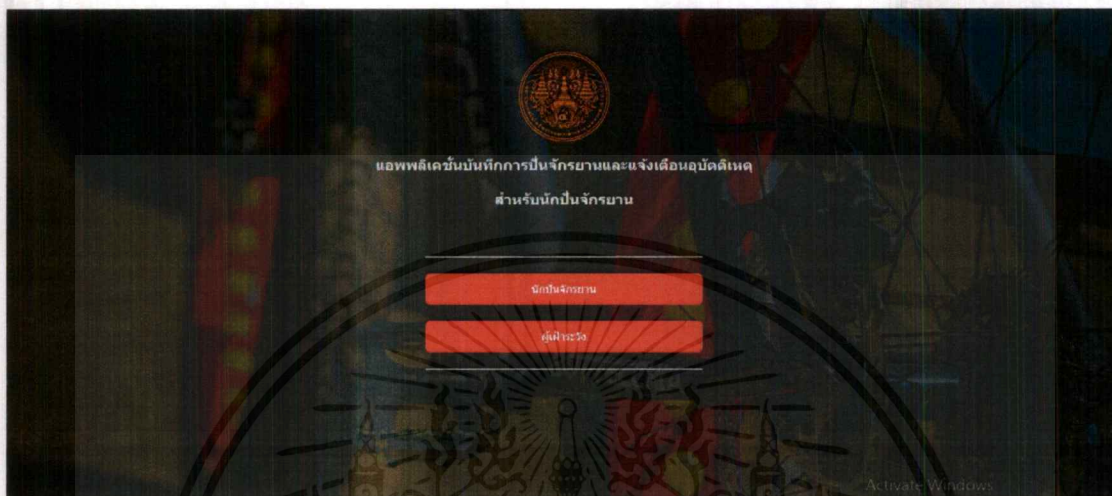 แอพพลิเคชั่นบันทึกการปั่นจักรยานและแจ้งเตือนอุบัติเหตุ
สำหรับนักปั่นจักรยาน
นักปั่นจักรยาน
ผู้เฝ้าระวัง
Activate Windows